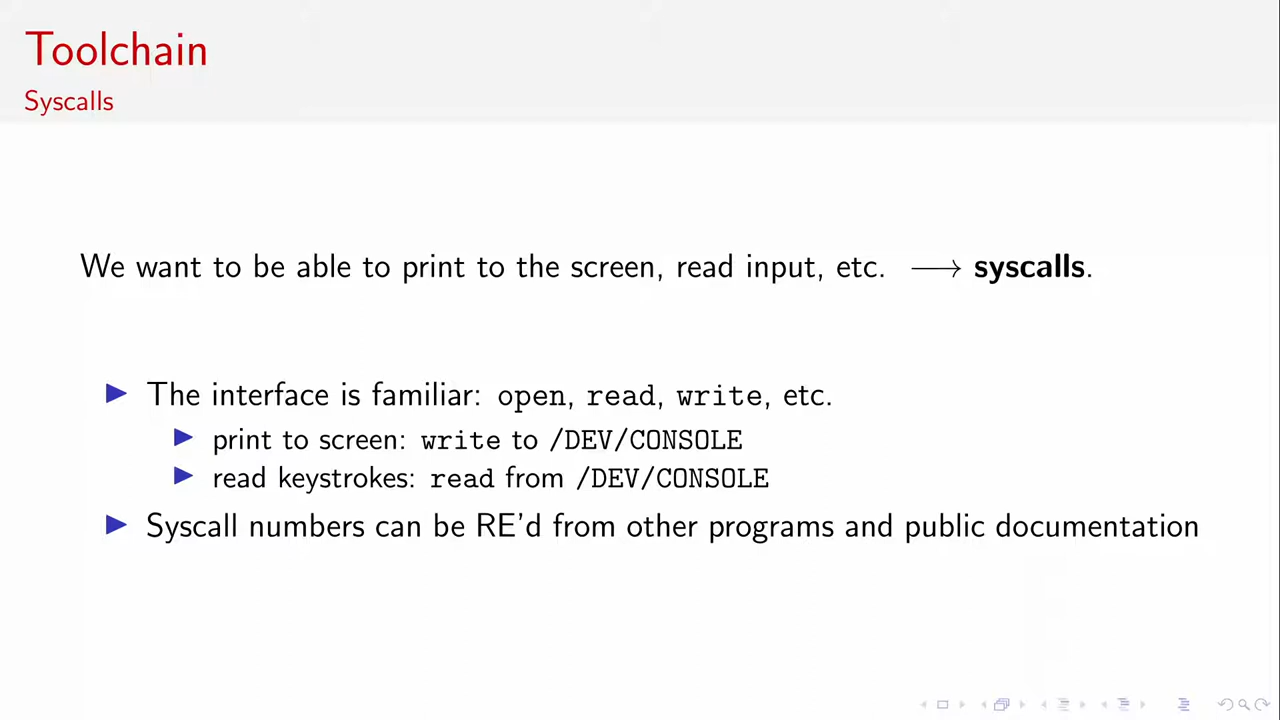 Toolchain
Syscalls
We want to be able to print to the screen, read input, etc. ⟶ syscalls.
▶ The interface is familiar: open, read, write, etc.
▶ print to screen: write to /DEV/CONSOLE
▶ read keystrokes: read from /DEV/CONSOLE
▶ Syscall numbers can be RE'd from other programs and public documentation